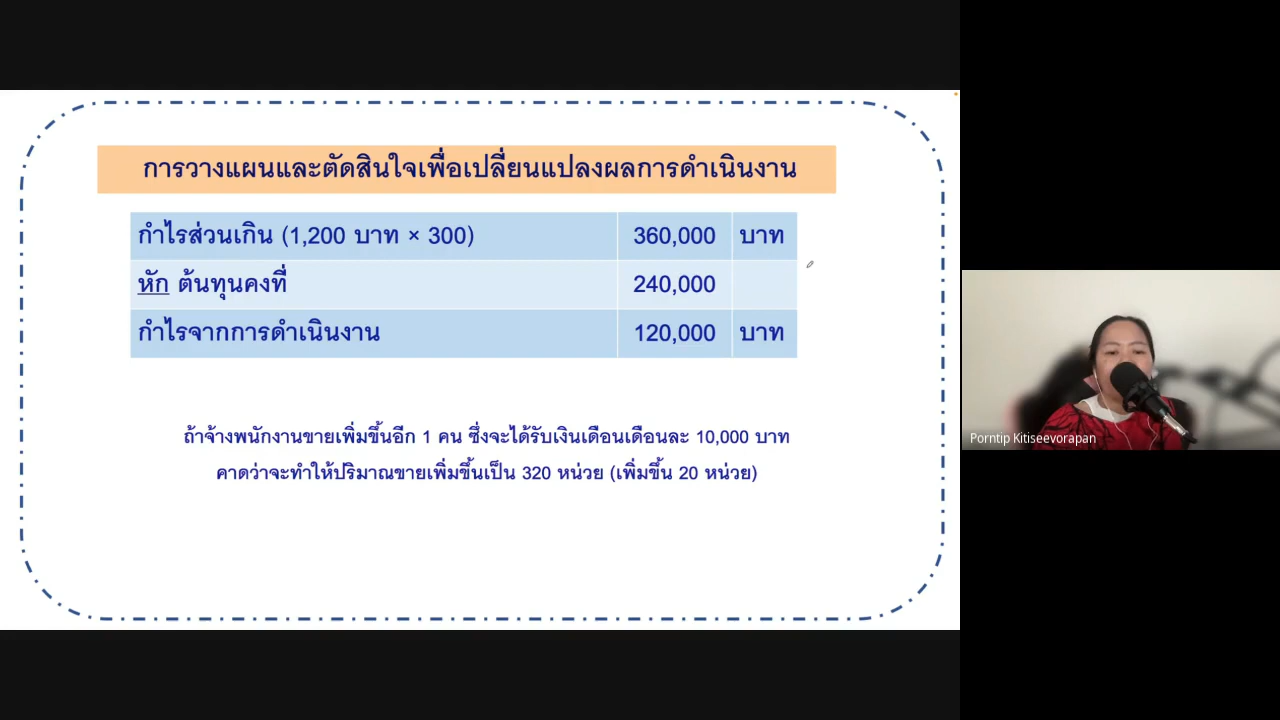 การวางแผนและตัดสินใจเพื่อเปลี่ยนแปลงผลการดำเนินงาน
กำไรส่วนเกิน (1,200 บาท × 300) 360,000 บาท
หัก ต้นทุนคงที่ 240,000
กำไรจากการดำเนินงาน 120,000 บาท
ถ้าจ้างพนักงานขายเพิ่มขึ้นอีก 1 คน ซึ่งจะได้รับเงินเดือนเดือนละ 10,000 บาท
คาดว่าจะทำให้ปริมาณขายเพิ่มขึ้นเป็น 320 หน่วย (เพิ่มขึ้น 20 หน่วย)
Porntip Kitiseevorapan